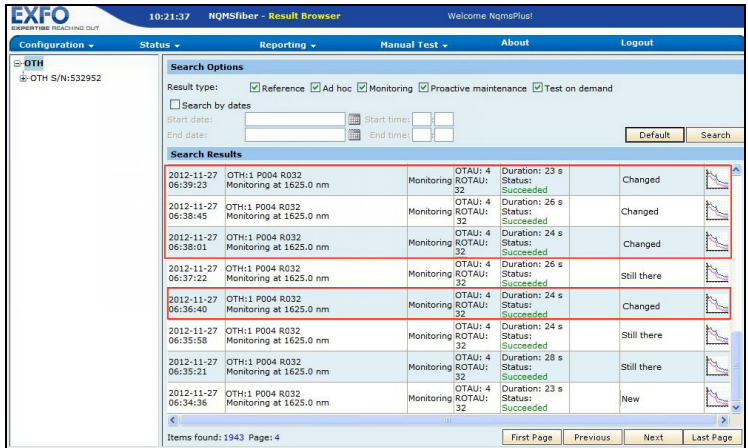 EXFO
EXPERTISE REACHING OUT
10:21:37 NQMSfiber - Result Browser Welcome NqmsPlus!
Configuration Status Reporting Manual Test About Logout
OTH
OTH S/N:532952
Search Options
Result type: Reference Ad hoc Monitoring Proactive maintenance Test on demand
Search by dates
Start date: Start time: :
End date: End time: :
Default Search
Search Results
2012-11-27 06:39:23 OTH:1 P004 R032 Monitoring at 1625.0 nm Monitoring OTAU: 4 ROTAU: 32 Duration: 23 s Status: Succeeded Changed
2012-11-27 06:38:45 OTH:1 P004 R032 Monitoring at 1625.0 nm Monitoring OTAU: 4 ROTAU: 32 Duration: 26 s Status: Succeeded Changed
2012-11-27 06:38:01 OTH:1 P004 R032 Monitoring at 1625.0 nm Monitoring OTAU: 4 ROTAU: 32 Duration: 24 s Status: Succeeded Changed
2012-11-27 06:37:22 OTH:1 P004 R032 Monitoring at 1625.0 nm Monitoring OTAU: 4 ROTAU: 32 Duration: 26 s Status: Succeeded Still there
2012-11-27 06:36:40 OTH:1 P004 R032 Monitoring at 1625.0 nm Monitoring OTAU: 4 ROTAU: 32 Duration: 24 s Status: Succeeded Changed
2012-11-27 06:35:58 OTH:1 P004 R032 Monitoring at 1625.0 nm Monitoring OTAU: 4 ROTAU: 32 Duration: 24 s Status: Succeeded Still there
2012-11-27 06:35:21 OTH:1 P004 R032 Monitoring at 1625.0 nm Monitoring OTAU: 4 ROTAU: 32 Duration: 28 s Status: Succeeded Still there
2012-11-27 06:34:36 OTH:1 P004 R032 Monitoring at 1625.0 nm Monitoring OTAU: 4 ROTAU: 32 Duration: 23 s Status: Succeeded New
Items found: 1943 Page: 4 First Page Previous Next Last Page